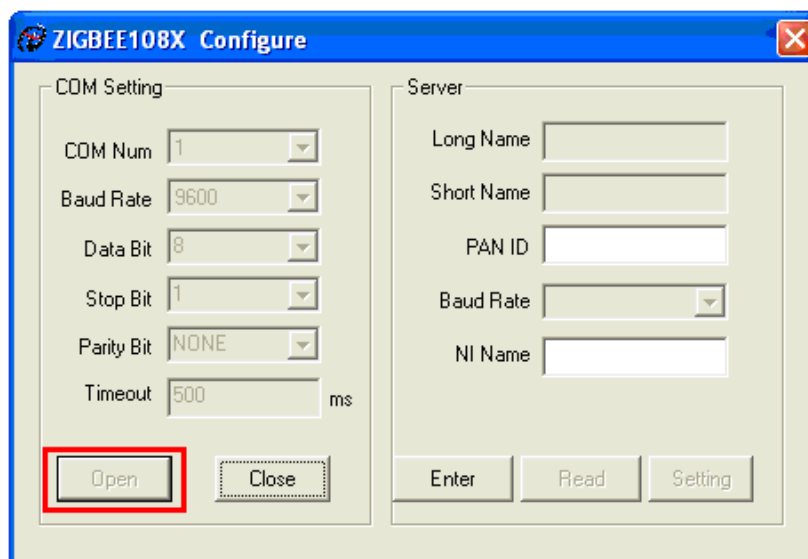 ZIGBEE108X Configure
COM Setting
COM Num 1
Baud Rate 9600
Data Bit 8
Stop Bit 1
Parity Bit NONE
Timeout 500 ms
Open Close
Server
Long Name
Short Name
PAN ID
Baud Rate
NI Name
Enter Read Setting